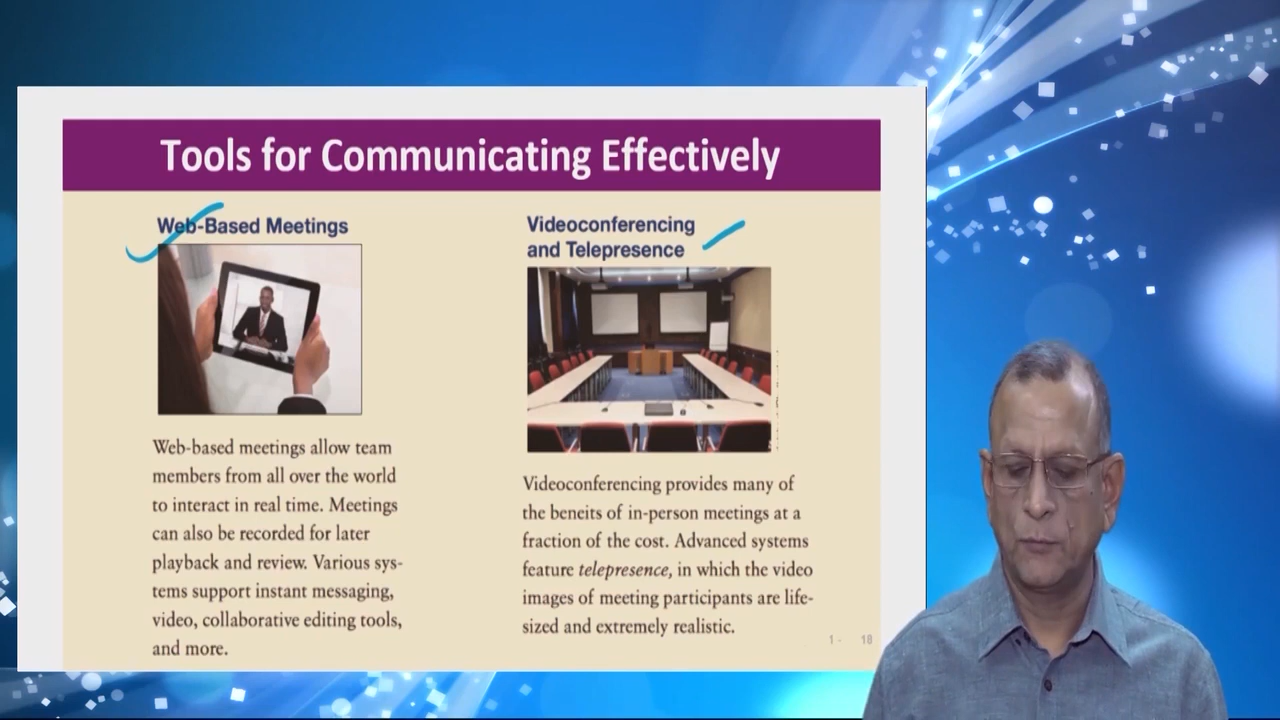 Tools for Communicating Effectively
Web-Based Meetings
Web-based meetings allow team
members from all over the world
to interact in real time. Meetings
can also be recorded for later
playback and review. Various sys-
tems support instant messaging,
video, collaborative editing tools,
and more.
Videoconferencing
and Telepresence
Videoconferencing provides many of
the beneits of in-person meetings at a
fraction of the cost. Advanced systems
feature telepresence, in which the video
images of meeting participants are life-
sized and extremely realistic.
1 - 18